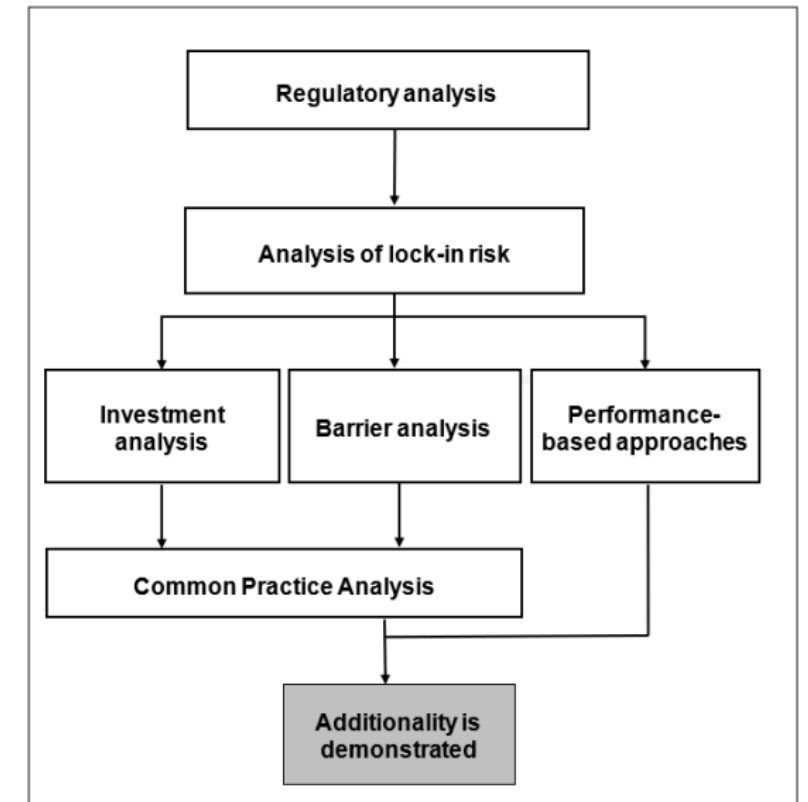 Regulatory analysis
Analysis of lock-in risk
Investment
analysis
Barrier analysis
Performance-
based approaches
Common Practice Analysis
Additionality is
demonstrated